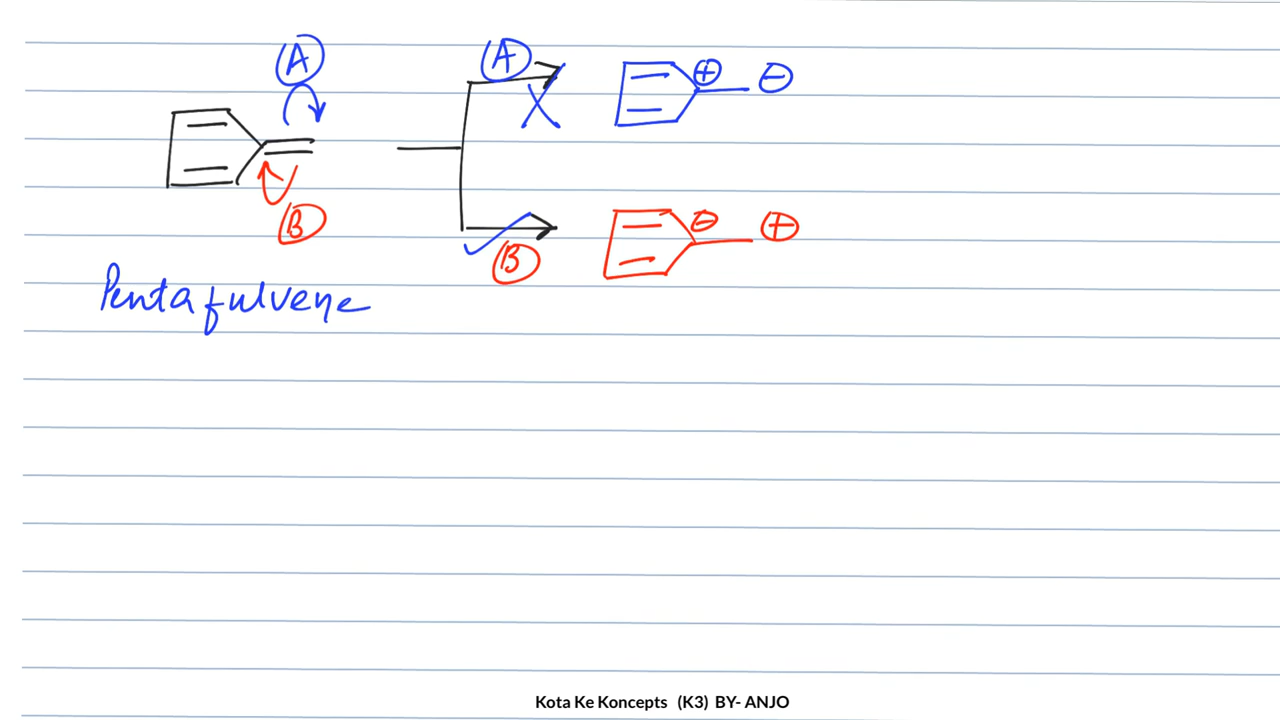 (A)
(A)
⊕
⊖
(B)
(B)
⊖
⊕
Pentafulvene
Kota Ke Koncepts (K3) BY- ANJO